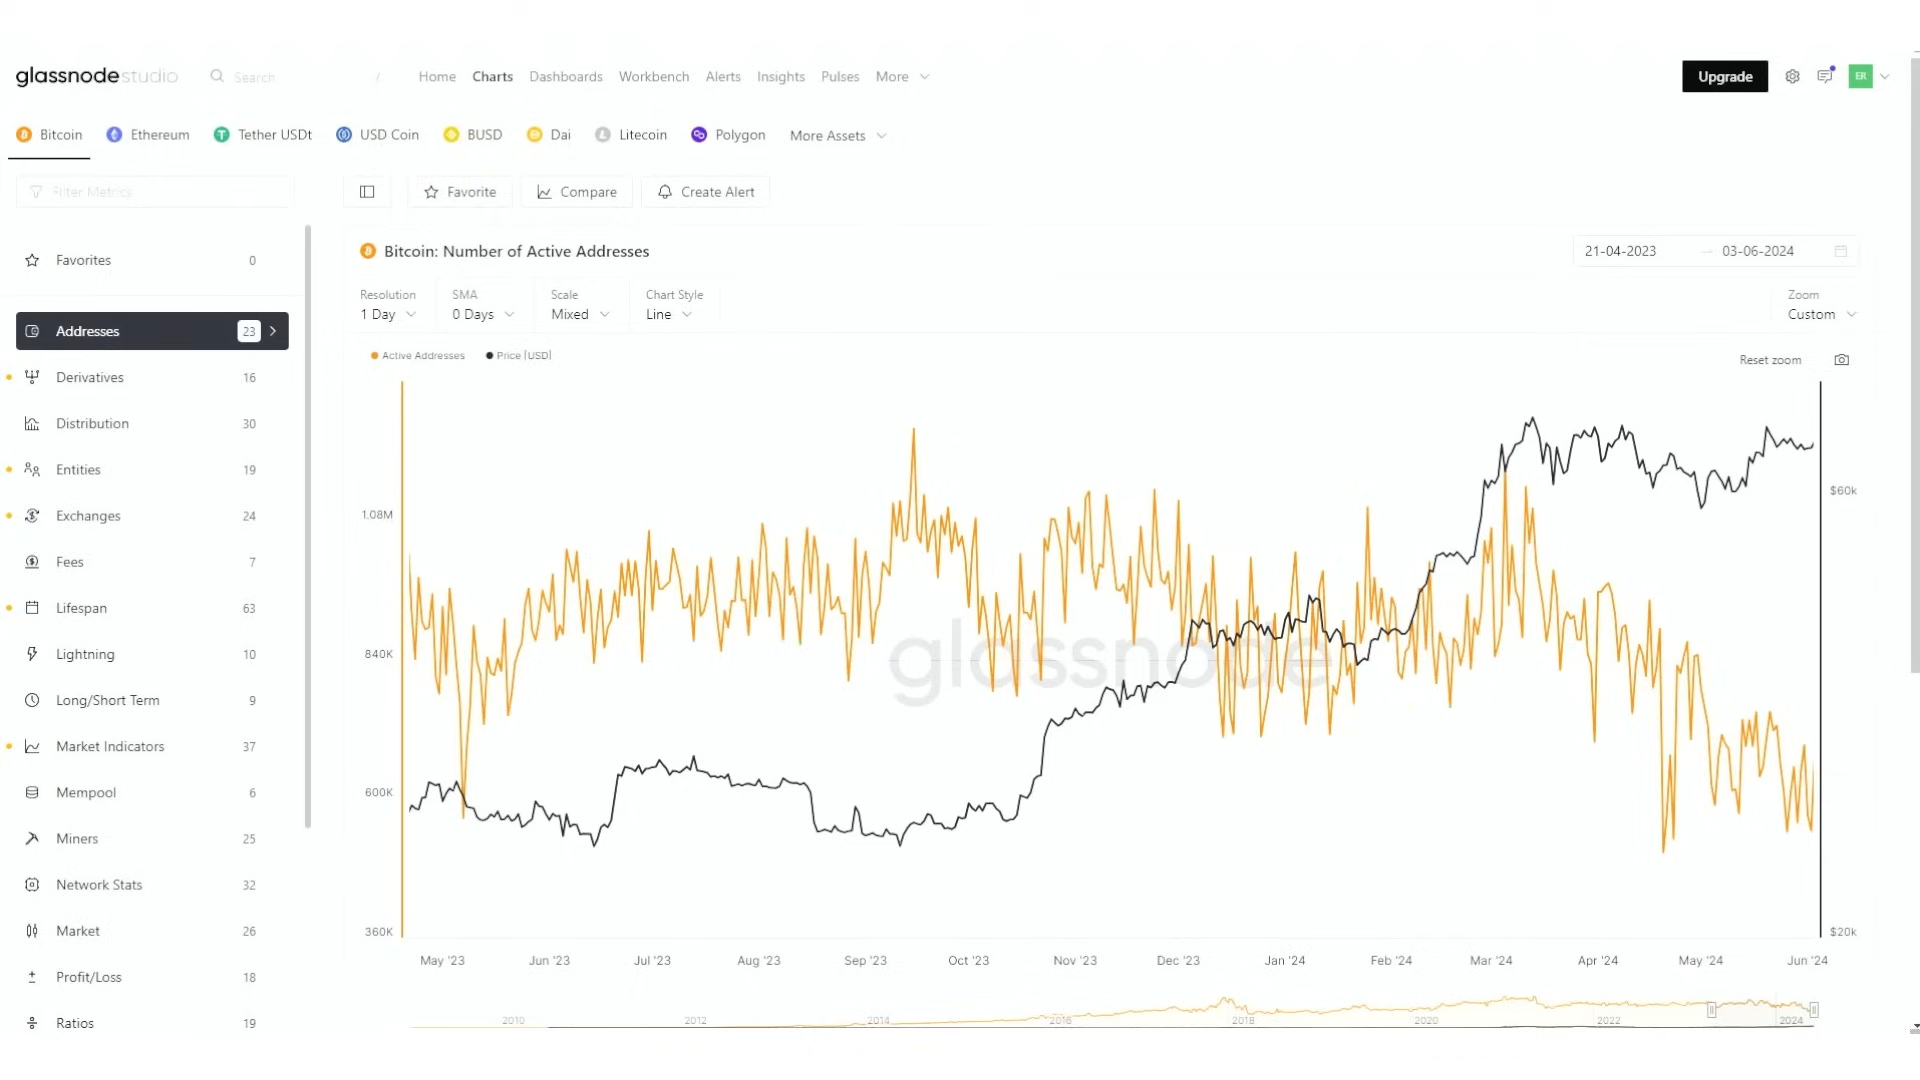 glassnodestudio Search / Home Charts Dashboards Workbench Alerts Insights Pulses More Upgrade ER
Bitcoin Ethereum Tether USDt USD Coin BUSD Dai Litecoin Polygon More Assets
Filter Metrics Favorite Compare Create Alert
Favorites 0
Addresses 23
Derivatives 16
Distribution 30
Entities 19
Exchanges 24
Fees 7
Lifespan 63
Lightning 10
Long/Short Term 9
Market Indicators 37
Mempool 6
Miners 25
Network Stats 32
Market 26
Profit/Loss 18
Ratios 19
Bitcoin: Number of Active Addresses 21-04-2023 → 03-06-2024
Resolution SMA Scale Chart Style Zoom
1 Day 0 Days Mixed Line Custom
Active Addresses Price [USD] Reset zoom
1.08M
840K
600K
360K
$60k
$20k
glassnode
May '23 Jun '23 Jul '23 Aug '23 Sep '23 Oct '23 Nov '23 Dec '23 Jan '24 Feb '24 Mar '24 Apr '24 May '24 Jun '24
2010 2012 2014 2016 2018 2020 2022 2024